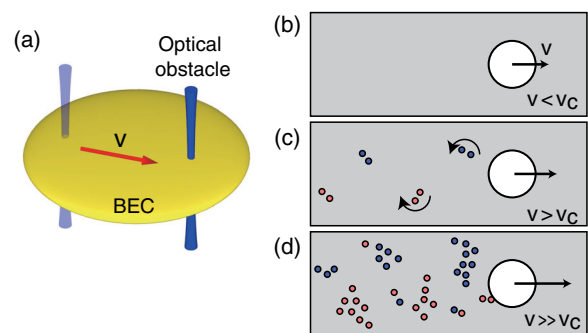 (a)
Optical
obstacle
v
BEC
(b)
v
v < v_C
(c)
v > v_C
(d)
v >> v_C